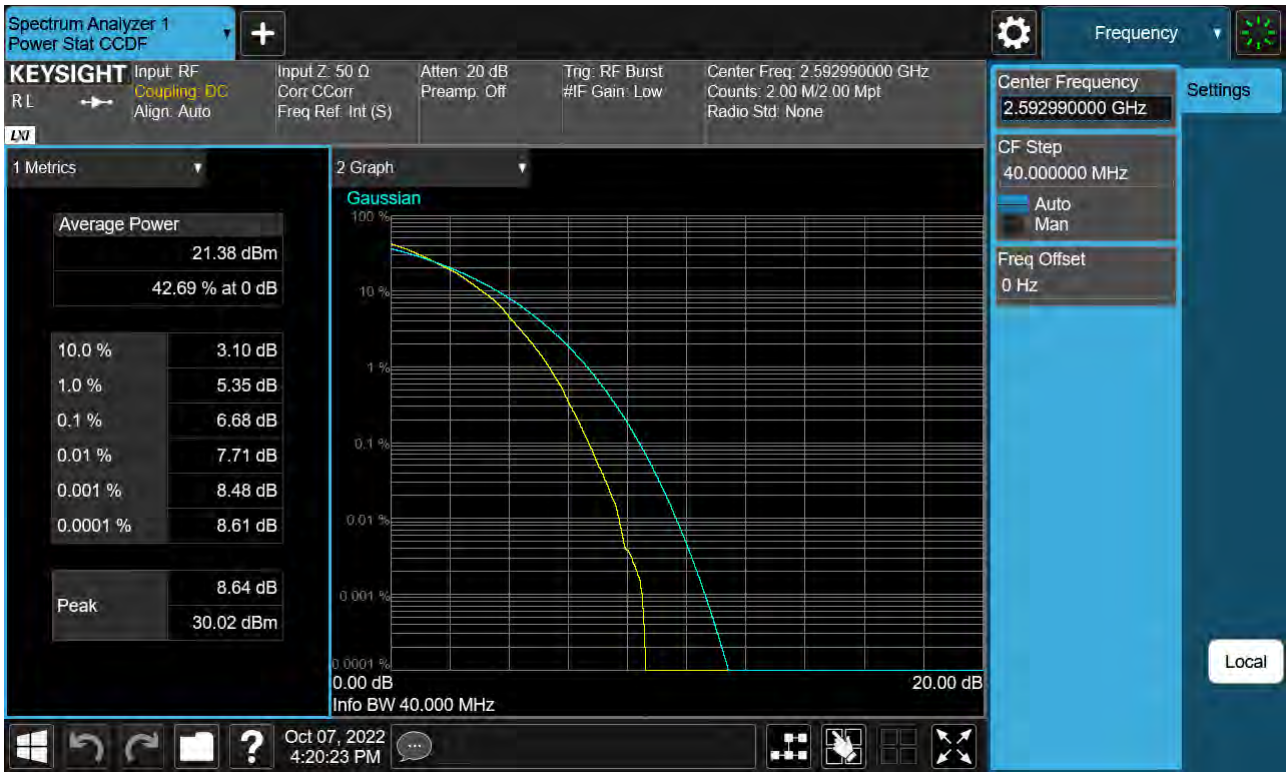 Spectrum Analyzer 1
Power Stat CCDF
Frequency
KEYSIGHT
R L
LXI
Input: RF
Coupling: DC
Align: Auto
Input Z: 50 Ω
Corr CCorr
Freq Ref: Int (S)
Atten: 20 dB
Preamp: Off
Trig: RF Burst
#IF Gain: Low
Center Freq: 2.592990000 GHz
Counts: 2.00 M/2.00 Mpt
Radio Std: None
Center Frequency
2.592990000 GHz
Settings
CF Step
40.000000 MHz
Auto
Man
Freq Offset
0 Hz
1 Metrics
Average Power
21.38 dBm
42.69 % at 0 dB
10.0 % 3.10 dB
1.0 % 5.35 dB
0.1 % 6.68 dB
0.01 % 7.71 dB
0.001 % 8.48 dB
0.0001 % 8.61 dB
Peak
8.64 dB
30.02 dBm
2 Graph
Gaussian
100 %
10 %
1 %
0.1 %
0.01 %
0.001 %
0.0001 %
0.00 dB 20.00 dB
Info BW 40.000 MHz
Local
?
Oct 07, 2022
4:20:23 PM